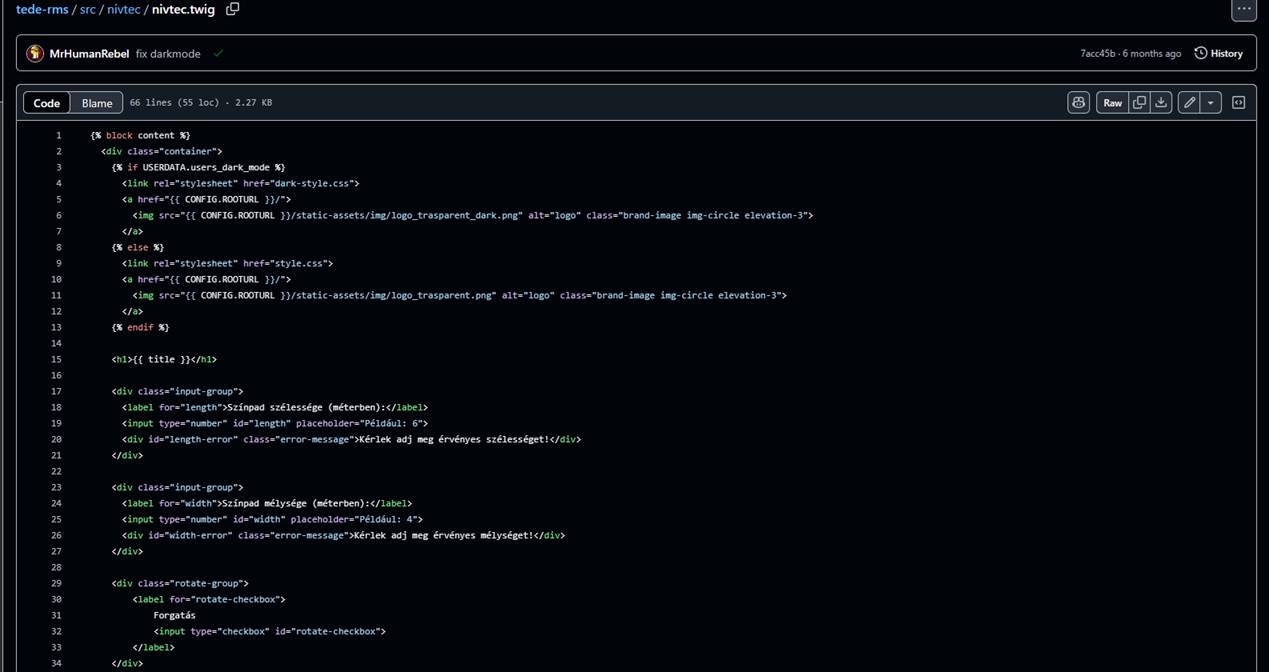 tede-rms / src / nivtec / nivtec.twig
MrHumanRebel fix darkmode
7acc45b · 6 months ago History
Code Blame 66 lines (55 loc) · 2.27 KB Raw
1 {% block content %}
2 <div class="container">
3 {% if USERDATA.users_dark_mode %}
4 <link rel="stylesheet" href="dark-style.css">
5 <a href="{{ CONFIG.ROOTURL }}/">
6 <img src="{{ CONFIG.ROOTURL }}/static-assets/img/logo_trasparent_dark.png" alt="logo" class="brand-image img-circle elevation-3">
7 </a>
8 {% else %}
9 <link rel="stylesheet" href="style.css">
10 <a href="{{ CONFIG.ROOTURL }}/">
11 <img src="{{ CONFIG.ROOTURL }}/static-assets/img/logo_trasparent.png" alt="logo" class="brand-image img-circle elevation-3">
12 </a>
13 {% endif %}
14
15 <h1>{{ title }}</h1>
16
17 <div class="input-group">
18 <label for="length">Színpad szélessége (méterben):</label>
19 <input type="number" id="length" placeholder="Például: 6">
20 <div id="length-error" class="error-message">Kérlek adj meg érvényes szélességet!</div>
21 </div>
22
23 <div class="input-group">
24 <label for="width">Színpad mélysége (méterben):</label>
25 <input type="number" id="width" placeholder="Például: 4">
26 <div id="width-error" class="error-message">Kérlek adj meg érvényes mélységet!</div>
27 </div>
28
29 <div class="rotate-group">
30 <label for="rotate-checkbox">
31 Forgatás
32 <input type="checkbox" id="rotate-checkbox">
33 </label>
34 </div>